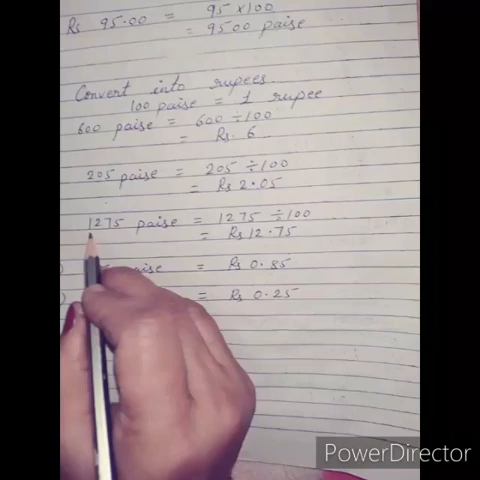 Rs 95.00 = 95 x 100
= 9500 paise
Convert into rupees
100 paise = 1 rupee
600 paise = 600 ÷ 100
= Rs. 6
205 paise = 205 ÷ 100
= Rs 2.05
1275 paise = 1275 ÷ 100
= Rs 12.75
= Rs 0.85
= Rs 0.25
PowerDirector